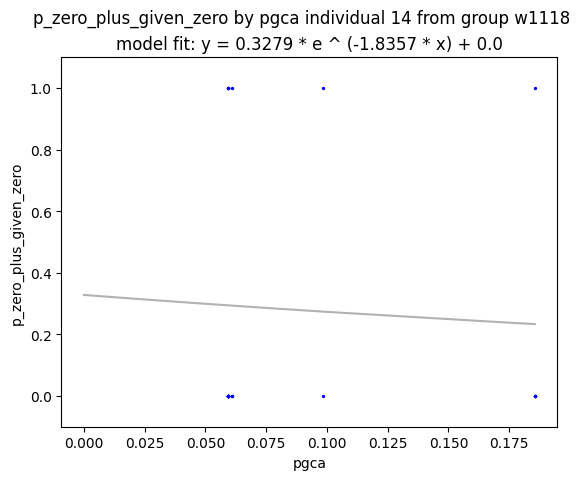 p_zero_plus_given_zero by pgca individual 14 from group w1118
model fit: y = 0.3279 * e ^ (-1.8357 * x) + 0.0
1.0
0.8
0.6
0.4
0.2
0.0
p_zero_plus_given_zero
0.000 0.025 0.050 0.075 0.100 0.125 0.150 0.175
pgca